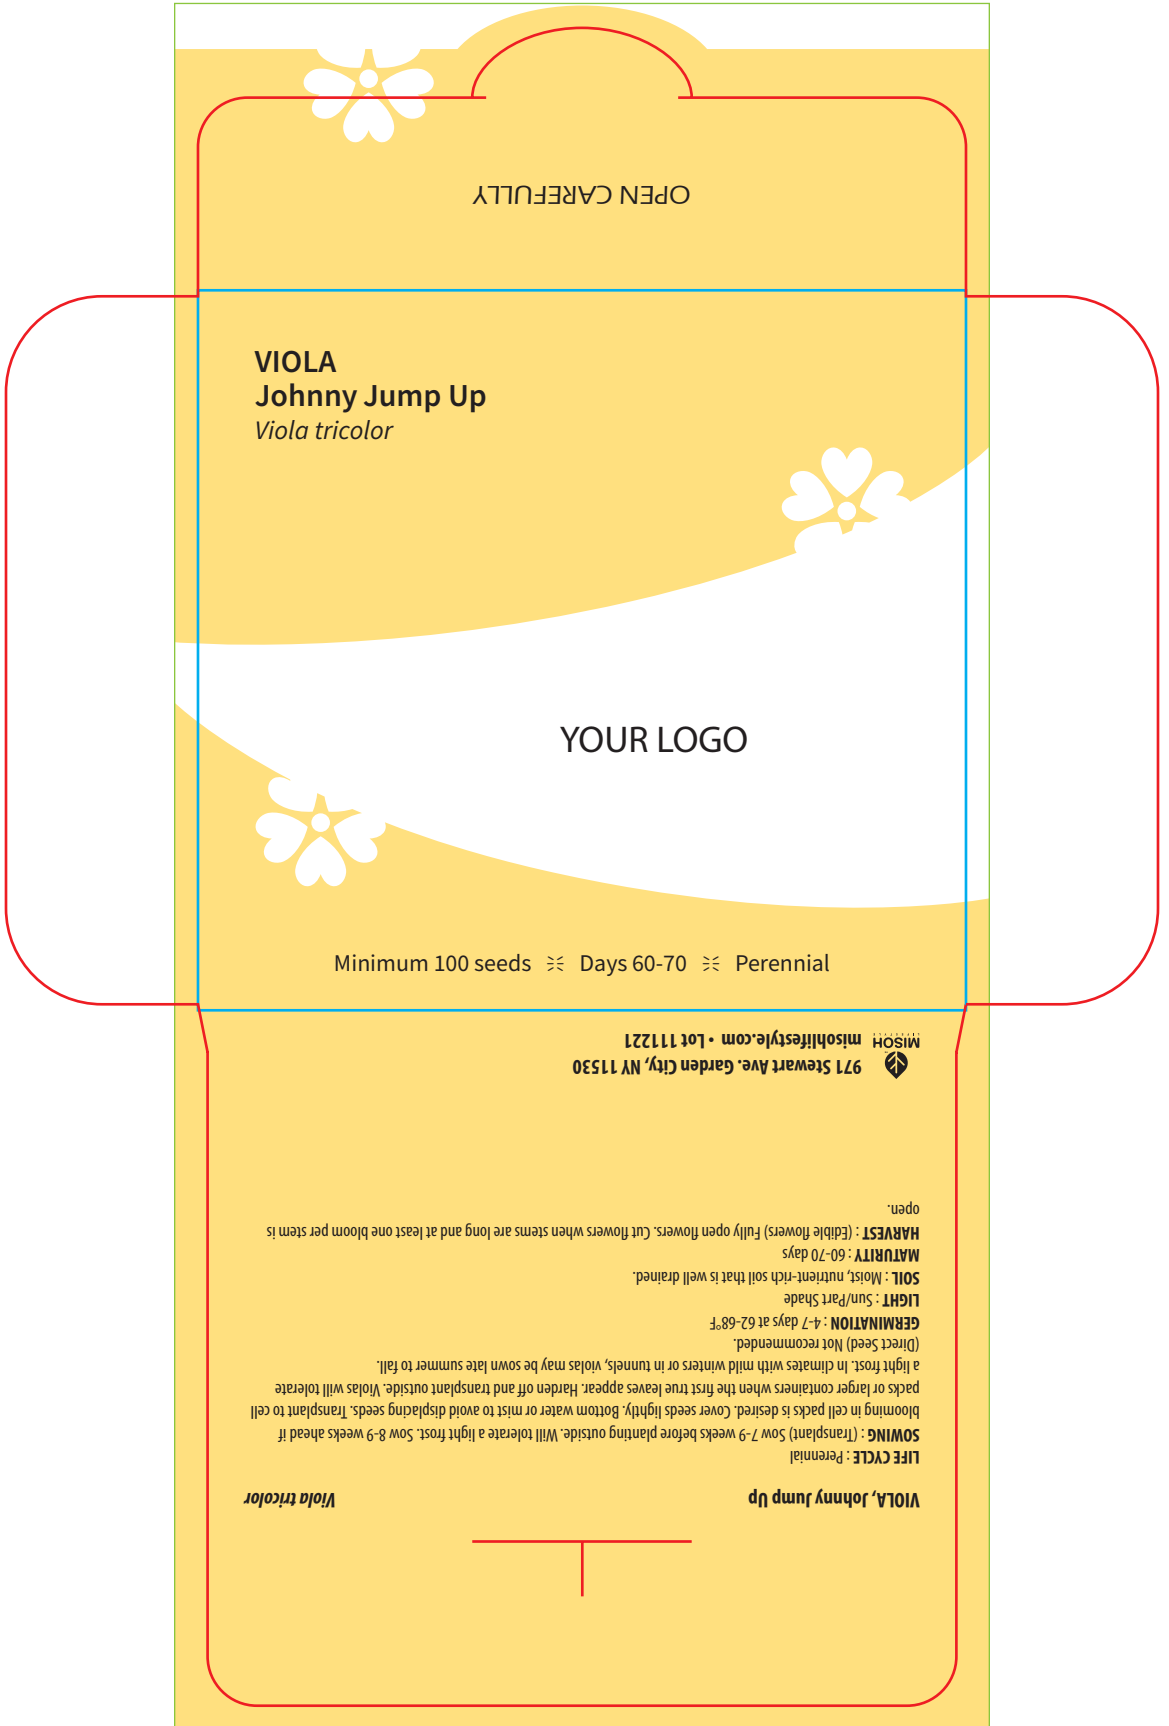 OPEN CAREFULLY
VIOLA
Johnny Jump Up
Viola tricolor
YOUR LOGO
Minimum 100 seeds Days 60-70 Perennial
VIOLA, Johnny Jump Up Viola tricolor
LIFE CYCLE : Perennial
SOWING : (Transplant) Sow 7-9 weeks before planting outside. Will tolerate a light frost. Sow 8-9 weeks ahead if
blooming in cell packs is desired. Cover seeds lightly. Bottom water or mist to avoid displacing seeds. Transplant to cell
packs or larger containers when the first true leaves appear. Harden off and transplant outside. Violas will tolerate
a light frost. In climates with mild winters or in tunnels, violas may be sown late summer to fall.
(Direct Seed) Not recommended.
GERMINATION : 4-7 days at 62-68°F
LIGHT : Sun/Part Shade
SOIL : Moist, nutrient-rich soil that is well drained.
MATURITY : 60-70 days
HARVEST : (Edible flowers) Fully open flowers. Cut flowers when stems are long and at least one bloom per stem is
open.
MISOH
LIFESTYLE
971 Stewart Ave. Garden City, NY 11530
misohlifestyle.com • Lot 111221